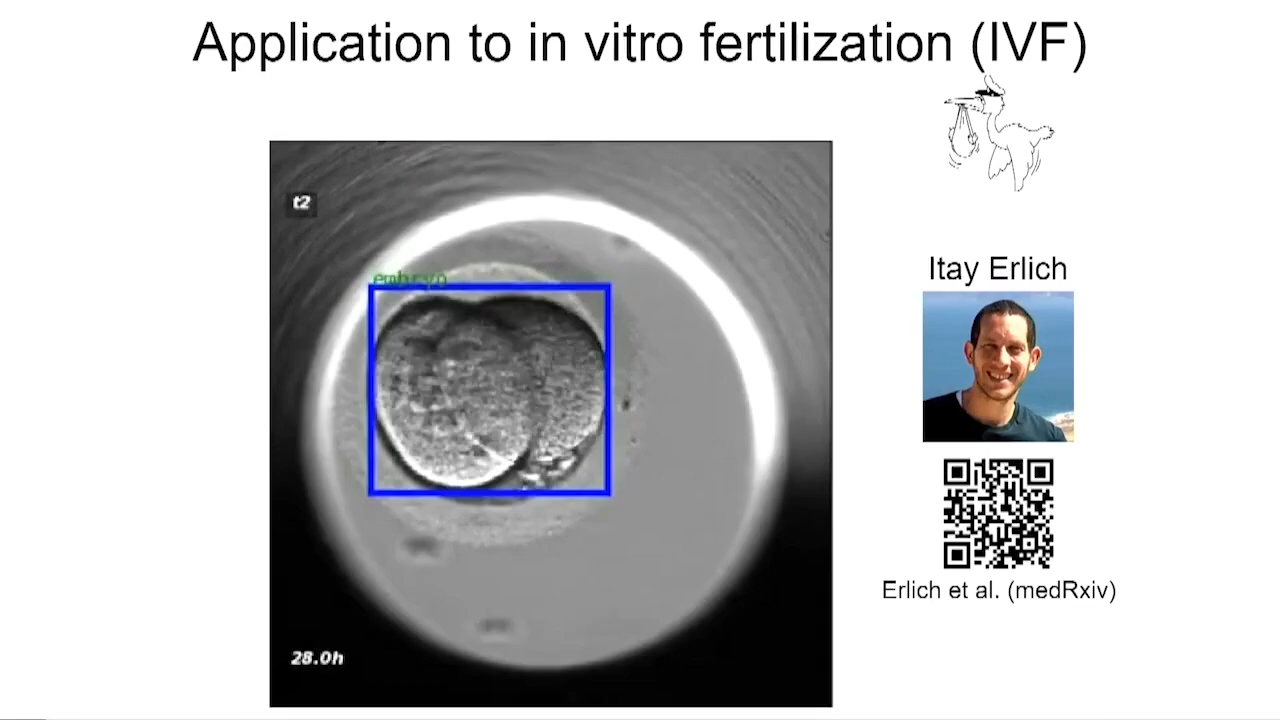 Application to in vitro fertilization (IVF)
t2
embryo
28.0h
Itay Erlich
Erlich et al. (medRxiv)